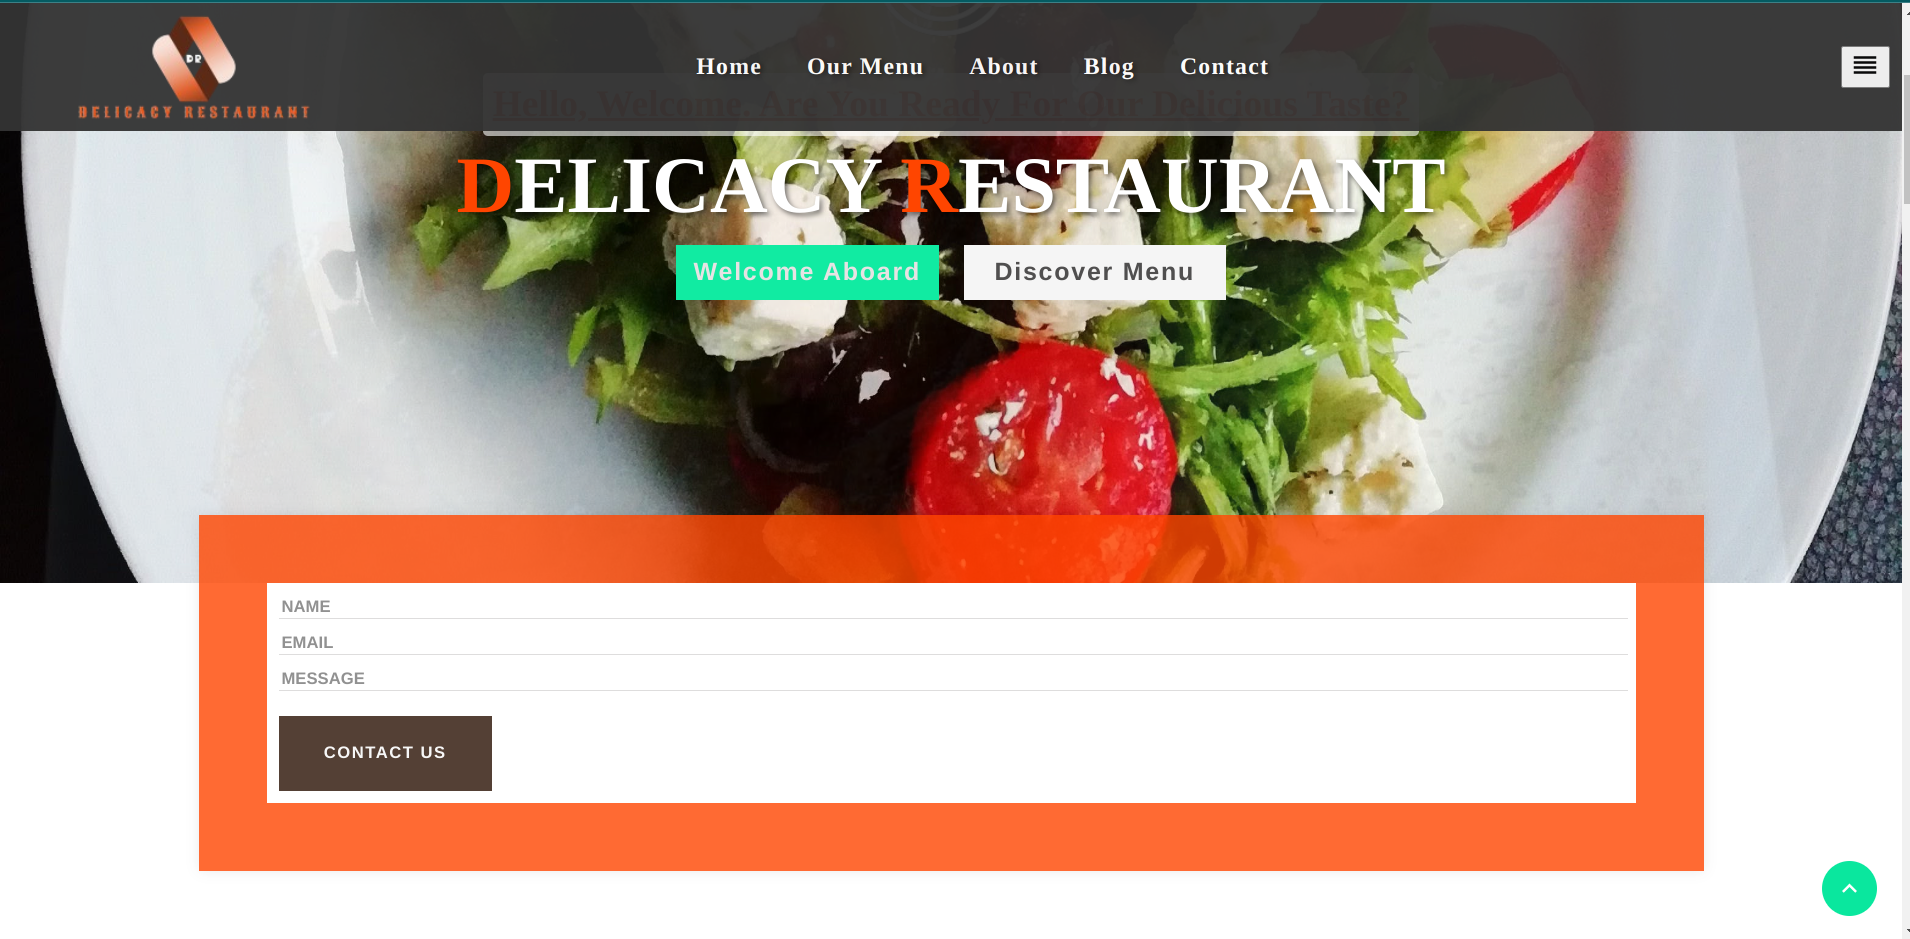 DR
DELICACY RESTAURANT
Home Our Menu About Blog Contact
Hello, Welcome, Are You Ready For Our Delicious Taste?
DELICACY RESTAURANT
Welcome Aboard Discover Menu
NAME
EMAIL
MESSAGE
CONTACT US